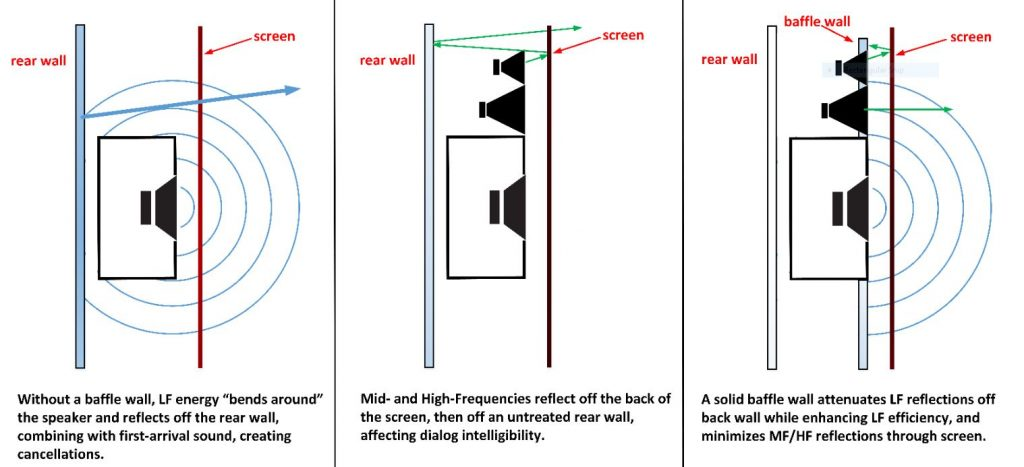 rear wall
screen
Without a baffle wall, LF energy “bends around”
the speaker and reflects off the rear wall,
combining with first-arrival sound, creating
cancellations.
rear wall
screen
Mid- and High-Frequencies reflect off the back of
the screen, then off an untreated rear wall,
affecting dialog intelligibility.
baffle wall
screen
rear wall
Rectangular Snip
A solid baffle wall attenuates LF reflections off
back wall while enhancing LF efficiency, and
minimizes MF/HF reflections through screen.